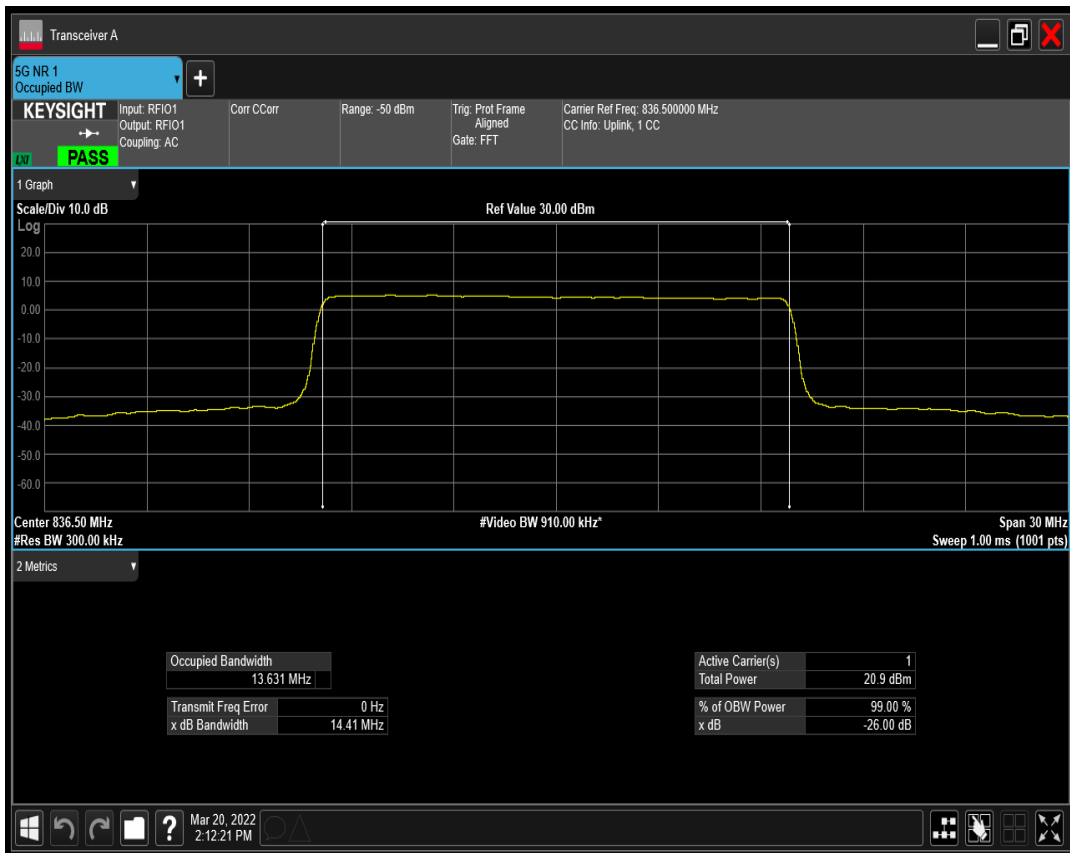 Transceiver A
5G NR 1
Occupied BW
KEYSIGHT
LXI
PASS
Input: RFIO1
Output: RFIO1
Coupling: AC
Corr CCorr
Range: -50 dBm
Trig: Prot Frame
Aligned
Gate: FFT
Carrier Ref Freq: 836.500000 MHz
CC Info: Uplink, 1 CC
1 Graph
Scale/Div 10.0 dB
Ref Value 30.00 dBm
Log
20.0
10.0
0.00
-10.0
-20.0
-30.0
-40.0
-50.0
-60.0
Center 836.50 MHz
#Video BW 910.00 kHz*
Span 30 MHz
#Res BW 300.00 kHz
Sweep 1.00 ms (1001 pts)
2 Metrics
Occupied Bandwidth
13.631 MHz
Transmit Freq Error 0 Hz
x dB Bandwidth 14.41 MHz
Active Carrier(s) 1
Total Power 20.9 dBm
% of OBW Power 99.00 %
x dB -26.00 dB
?
Mar 20, 2022
2:12:21 PM